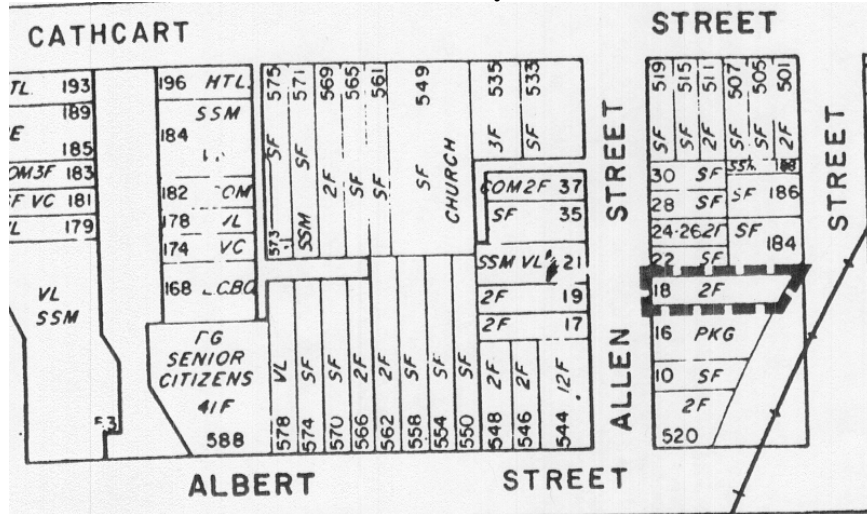 CATHCART STREET
TL 193
189
E
185
OM3F 183
F VC 181
L 179
VL
SSM
196 HTL
SSM
184
182 OM
178 VL
174 VC
168 LCBO
SENIOR
CITIZENS
41F
588
575 SF
573
571 SF SSM
569 2F
565 SF
561 SF
549 SF CHURCH
535 3F
533 SF
COM2F 37
SF 35
SSM VL 21
2F 19
2F 17
578 VL
574 SF
570 SF
566 2F
562 2F
558 SF
554 SF
550 SF
548 2F
546 2F
544 12F
ALLEN STREET
519 SF
515 SF
511 2F
507 SF
505 SF
501 2F
30 SF
28 SF
24-26 2F
22 SF
18 2F
16 PKG
10 SF
2F
520
188
SF 186
SF 184
STREET
ALBERT STREET